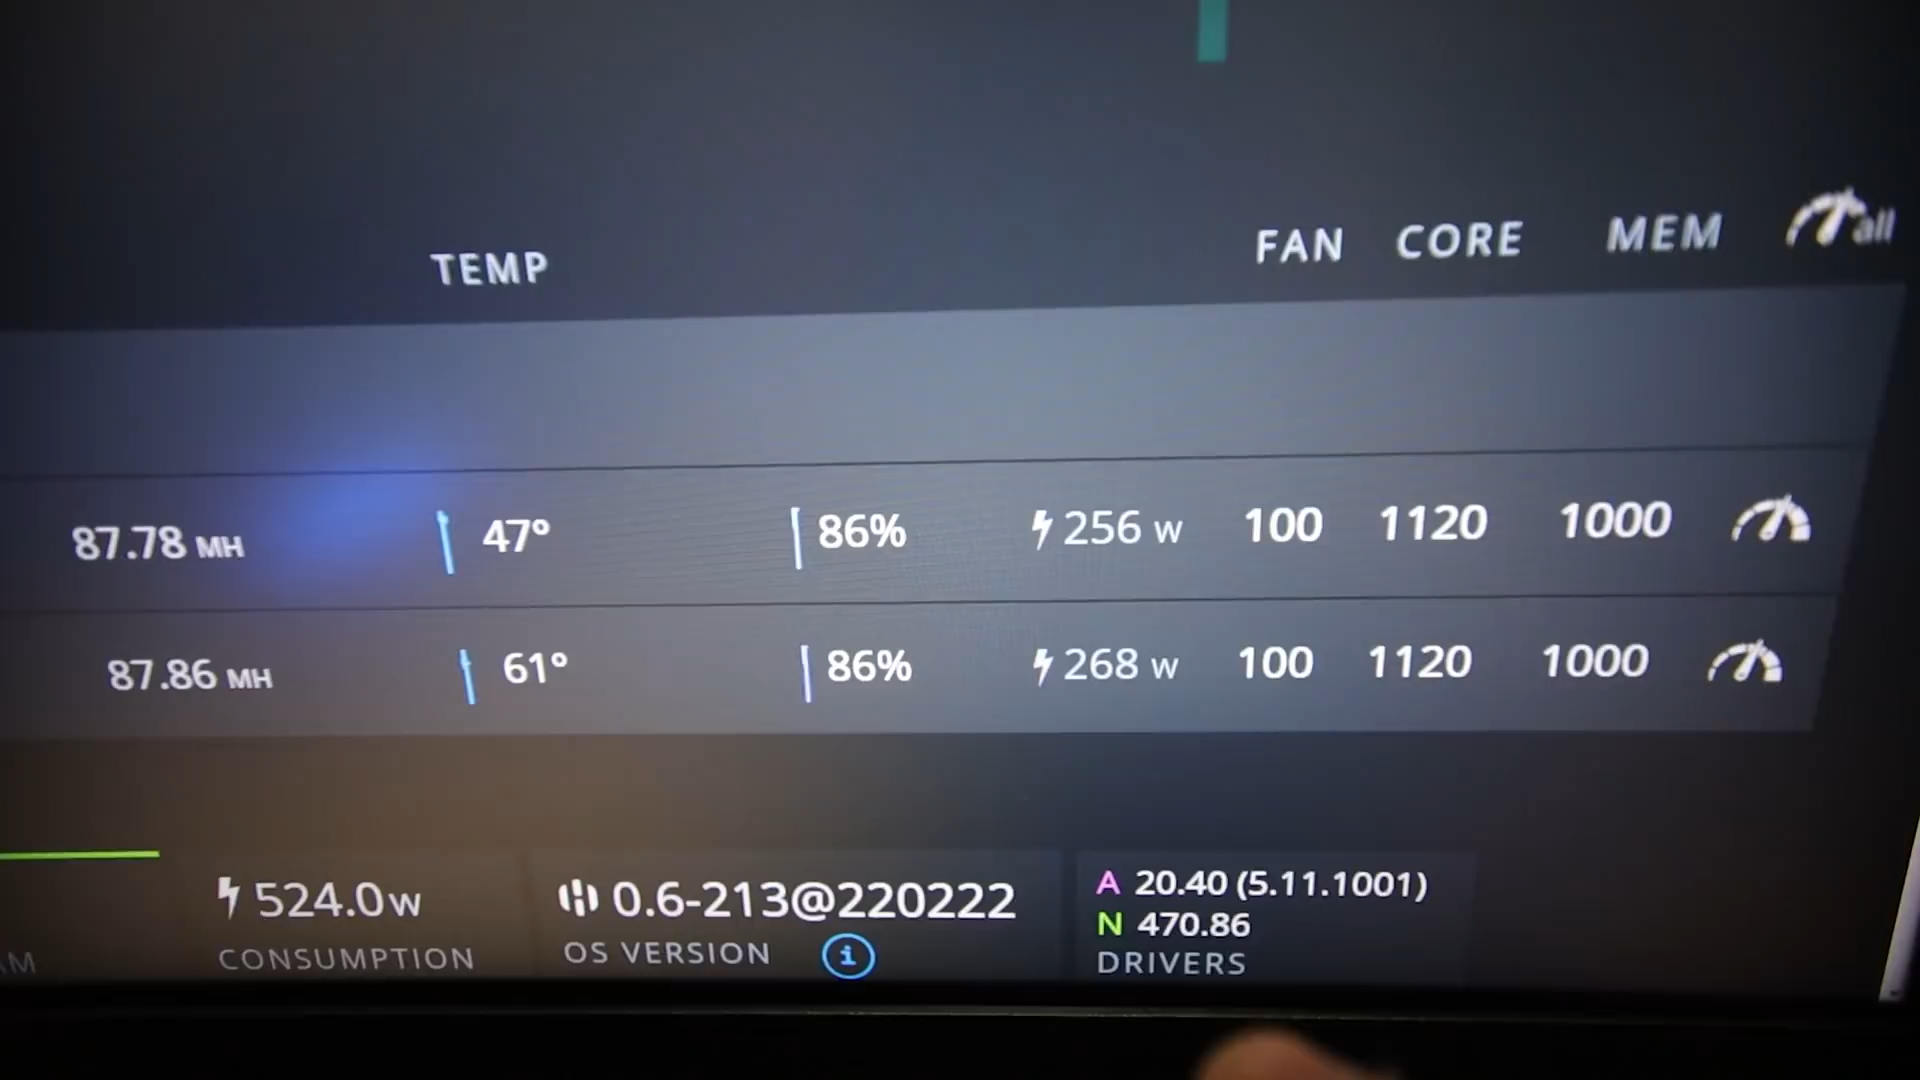 TEMP FAN CORE MEM all
87.78 MH 47° 86% 256 W 100 1120 1000
87.86 MH 61° 86% 268 W 100 1120 1000
524.0 W 0.6-213@220222 A 20.40 (5.11.1001)
N 470.86
CONSUMPTION OS VERSION i DRIVERS